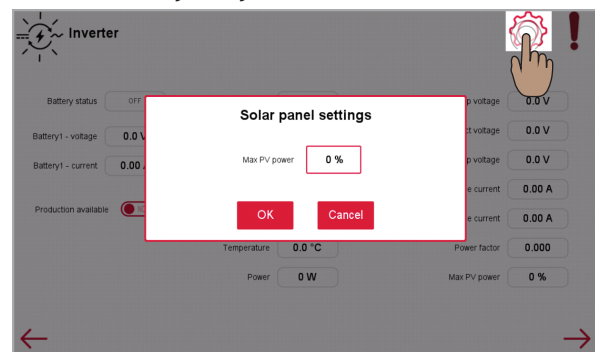 Inverter
Battery status OFF
Solar panel settings
p voltage 0.0 V
Battery1 - voltage 0.0 V
ct voltage 0.0 V
Max PV power 0 %
Battery1 - current 0.00
p voltage 0.0 V
e current 0.00 A
Production available
OK Cancel
e current 0.00 A
Temperature 0.0 °C
Power factor 0.000
Power 0 W
Max PV power 0 %